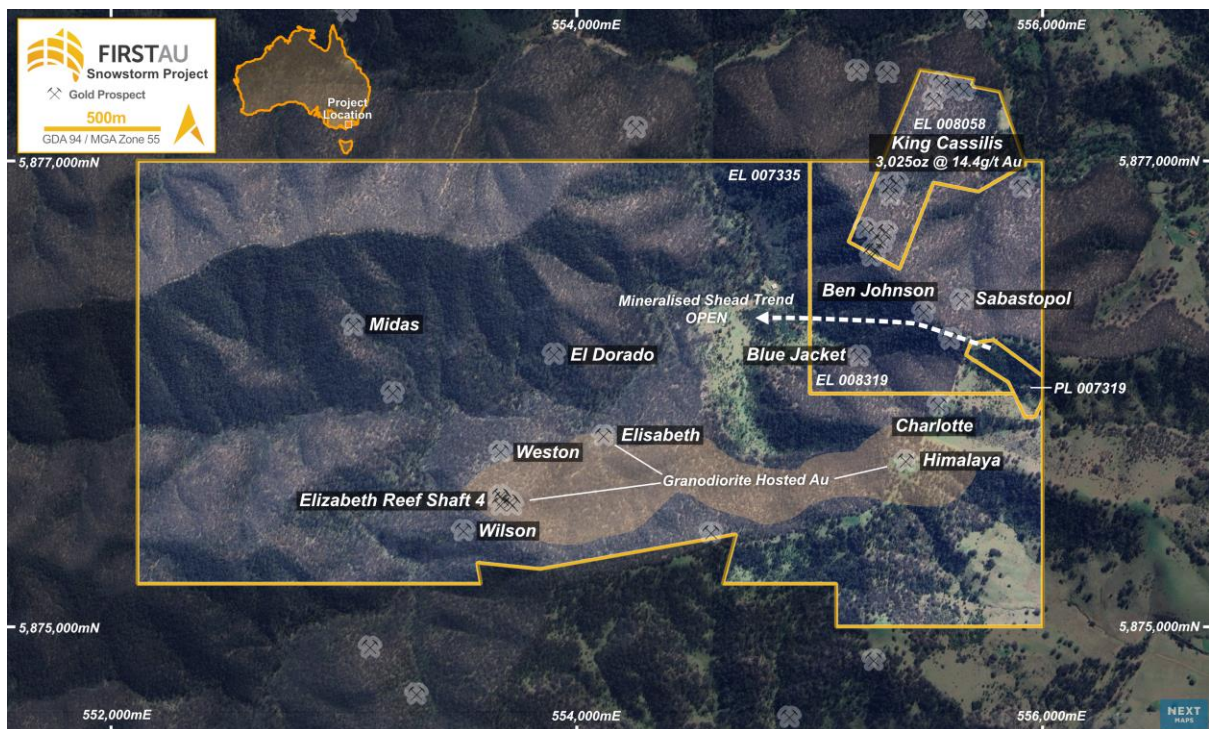 FIRSTAU
Snowstorm Project
Gold Prospect
500m
GDA 94 / MGA Zone 55
Project
Location
554,000mE
556,000mE
5,877,000mN
5,877,000mN
EL 008058
King Cassilis
3,025oz @ 14.4g/t Au
EL 007335
Mineralised Shead Trend
OPEN
Ben Johnson
Sabastopol
Midas
El Dorado
Blue Jacket
EL 008319
PL 007319
Charlotte
Elisabeth
Weston
Himalaya
Granodiorite Hosted Au
Elizabeth Reef Shaft 4
Wilson
5,875,000mN
5,875,000mN
552,000mE
554,000mE
556,000mE
NEXT
MAPS